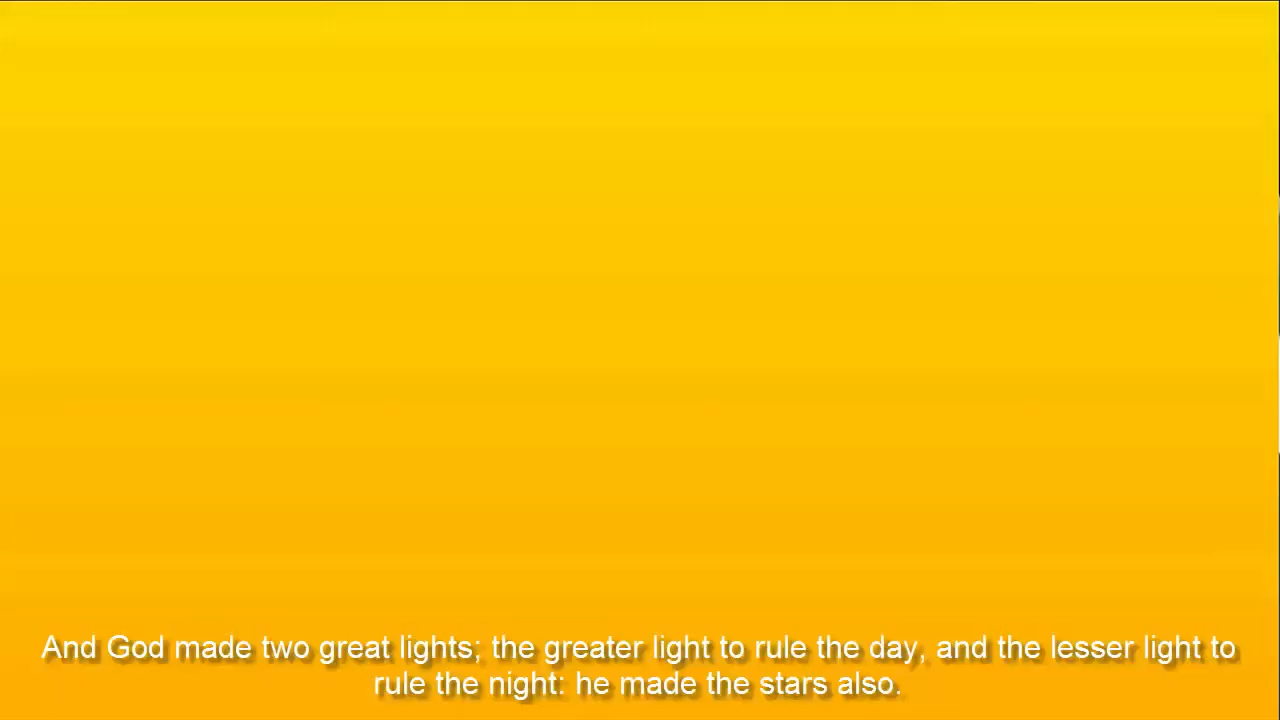 And God made two great lights; the greater light to rule the day, and the lesser light to
rule the night: he made the stars also.